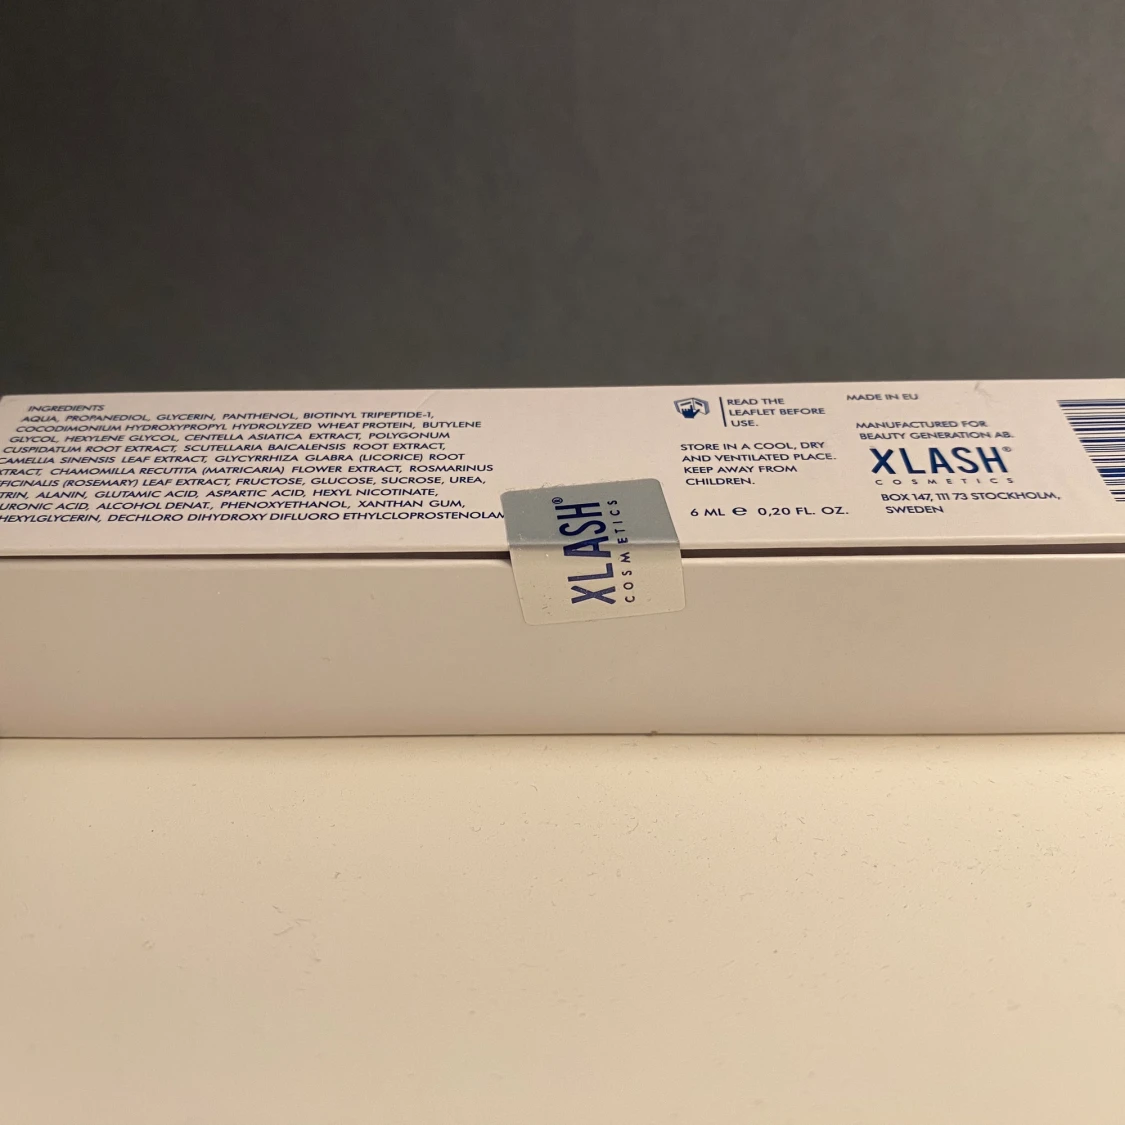 INGREDIENTS
AQUA, PROPANEDIOL, GLYCERIN, PANTHENOL, BIOTINYL TRIPEPTIDE-1,
COCODIMONIUM HYDROXYPROPYL HYDROLYZED WHEAT PROTEIN, BUTYLENE
GLYCOL, HEXYLENE GLYCOL, CENTELLA ASIATICA EXTRACT, POLYGONUM
CUSPIDATUM ROOT EXTRACT, SCUTELLARIA BAICALENSIS ROOT EXTRACT,
CAMELLIA SINENSIS LEAF EXTRACT, GLYCYRRHIZA GLABRA (LICORICE) ROOT
TRACT, CHAMOMILLA RECUTITA (MATRICARIA) FLOWER EXTRACT, ROSMARINUS
FICINALIS (ROSEMARY) LEAF EXTRACT, FRUCTOSE, GLUCOSE, SUCROSE, UREA,
TRIN, ALANIN, GLUTAMIC ACID, ASPARTIC ACID, HEXYL NICOTINATE,
URONIC ACID, ALCOHOL DENAT., PHENOXYETHANOL, XANTHAN GUM,
HEXYLGLYCERIN, DECHLORO DIHYDROXY DIFLUORO ETHYLCLOPROSTENOLAM
XLASH®
COSMETICS
READ THE
LEAFLET BEFORE
USE.
STORE IN A COOL, DRY
AND VENTILATED PLACE.
KEEP AWAY FROM
CHILDREN.
6 ML ℮ 0,20 FL. OZ.
MADE IN EU
MANUFACTURED FOR
BEAUTY GENERATION AB.
XLASH®
COSMETICS
BOX 147, 111 73 STOCKHOLM,
SWEDEN